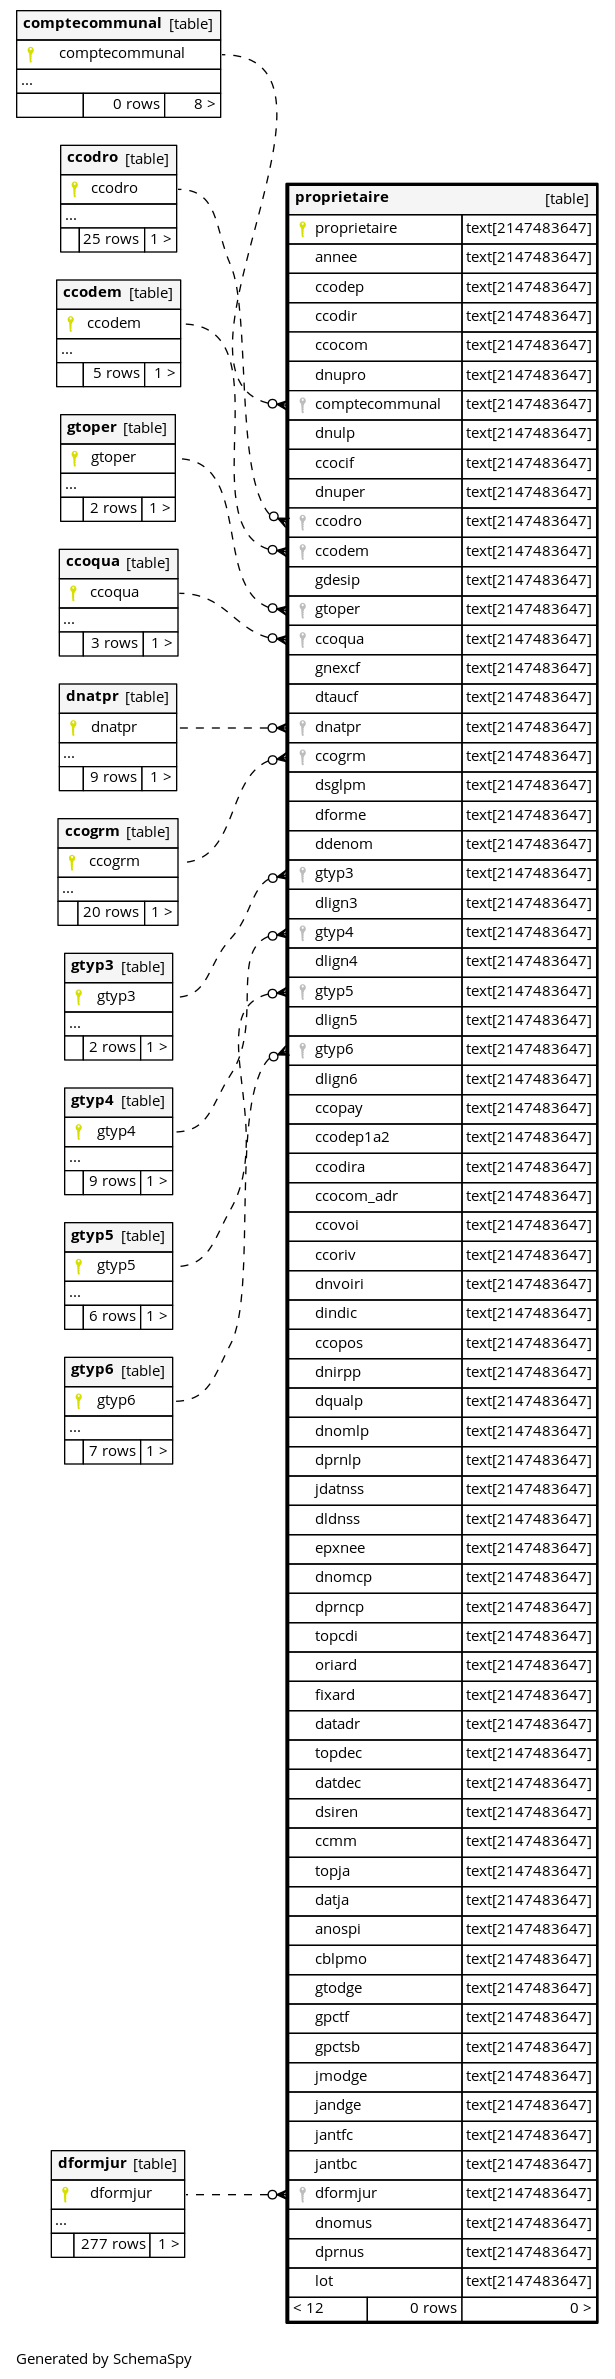 comptecommunal [table]
comptecommunal
...
0 rows 8 >
ccodro [table]
ccodro
...
25 rows 1 >
ccodem [table]
ccodem
...
5 rows 1 >
gtoper [table]
gtoper
...
2 rows 1 >
ccoqua [table]
ccoqua
...
3 rows 1 >
dnatpr [table]
dnatpr
...
9 rows 1 >
ccogrm [table]
ccogrm
...
20 rows 1 >
gtyp3 [table]
gtyp3
...
2 rows 1 >
gtyp4 [table]
gtyp4
...
9 rows 1 >
gtyp5 [table]
gtyp5
...
6 rows 1 >
gtyp6 [table]
gtyp6
...
7 rows 1 >
dformjur [table]
dformjur
...
277 rows 1 >
proprietaire [table]
proprietaire text[2147483647]
annee text[2147483647]
ccodep text[2147483647]
ccodir text[2147483647]
ccocom text[2147483647]
dnupro text[2147483647]
comptecommunal text[2147483647]
dnulp text[2147483647]
ccocif text[2147483647]
dnuper text[2147483647]
ccodro text[2147483647]
ccodem text[2147483647]
gdesip text[2147483647]
gtoper text[2147483647]
ccoqua text[2147483647]
gnexcf text[2147483647]
dtaucf text[2147483647]
dnatpr text[2147483647]
ccogrm text[2147483647]
dsglpm text[2147483647]
dforme text[2147483647]
ddenom text[2147483647]
gtyp3 text[2147483647]
dlign3 text[2147483647]
gtyp4 text[2147483647]
dlign4 text[2147483647]
gtyp5 text[2147483647]
dlign5 text[2147483647]
gtyp6 text[2147483647]
dlign6 text[2147483647]
ccopay text[2147483647]
ccodep1a2 text[2147483647]
ccodira text[2147483647]
ccocom_adr text[2147483647]
ccovoi text[2147483647]
ccoriv text[2147483647]
dnvoiri text[2147483647]
dindic text[2147483647]
ccopos text[2147483647]
dnirpp text[2147483647]
dqualp text[2147483647]
dnomlp text[2147483647]
dprnlp text[2147483647]
jdatnss text[2147483647]
dldnss text[2147483647]
epxnee text[2147483647]
dnomcp text[2147483647]
dprncp text[2147483647]
topcdi text[2147483647]
oriard text[2147483647]
fixard text[2147483647]
datadr text[2147483647]
topdec text[2147483647]
datdec text[2147483647]
dsiren text[2147483647]
ccmm text[2147483647]
topja text[2147483647]
datja text[2147483647]
anospi text[2147483647]
cblpmo text[2147483647]
gtodge text[2147483647]
gpctf text[2147483647]
gpctsb text[2147483647]
jmodge text[2147483647]
jandge text[2147483647]
jantfc text[2147483647]
jantbc text[2147483647]
dformjur text[2147483647]
dnomus text[2147483647]
dprnus text[2147483647]
lot text[2147483647]
< 12 0 rows 0 >
Generated by SchemaSpy